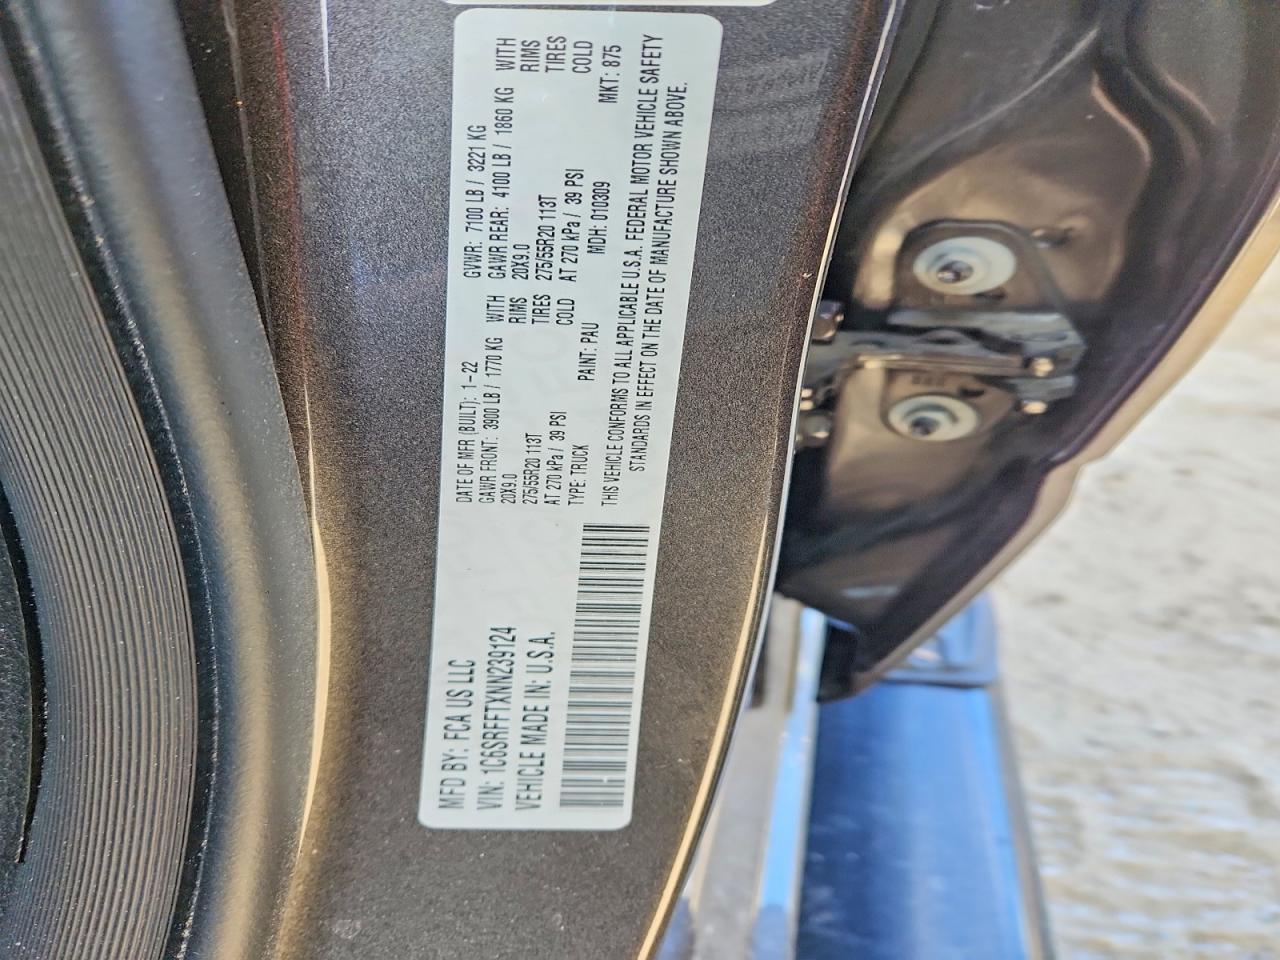 MFD BY: FCA US LLC
VIN: 1C6SRFFTXNN239124
VEHICLE MADE IN: U.S.A.
DATE OF MFR (BUILT): 1-22 GVWR: 7100 LB / 3221 KG
GAWR FRONT: 3900 LB / 1770 KG WITH GAWR REAR: 4100 LB / 1860 KG WITH
20X9.0 RIMS 20X9.0 RIMS
275/55R20 113T TIRES 275/55R20 113T TIRES
AT 270 kPa / 39 PSI COLD AT 270 kPa / 39 PSI COLD
TYPE: TRUCK PAINT: PAU MDH: 010309 MKT: 875
THIS VEHICLE CONFORMS TO ALL APPLICABLE U.S.A. FEDERAL MOTOR VEHICLE SAFETY
STANDARDS IN EFFECT ON THE DATE OF MANUFACTURE SHOWN ABOVE.